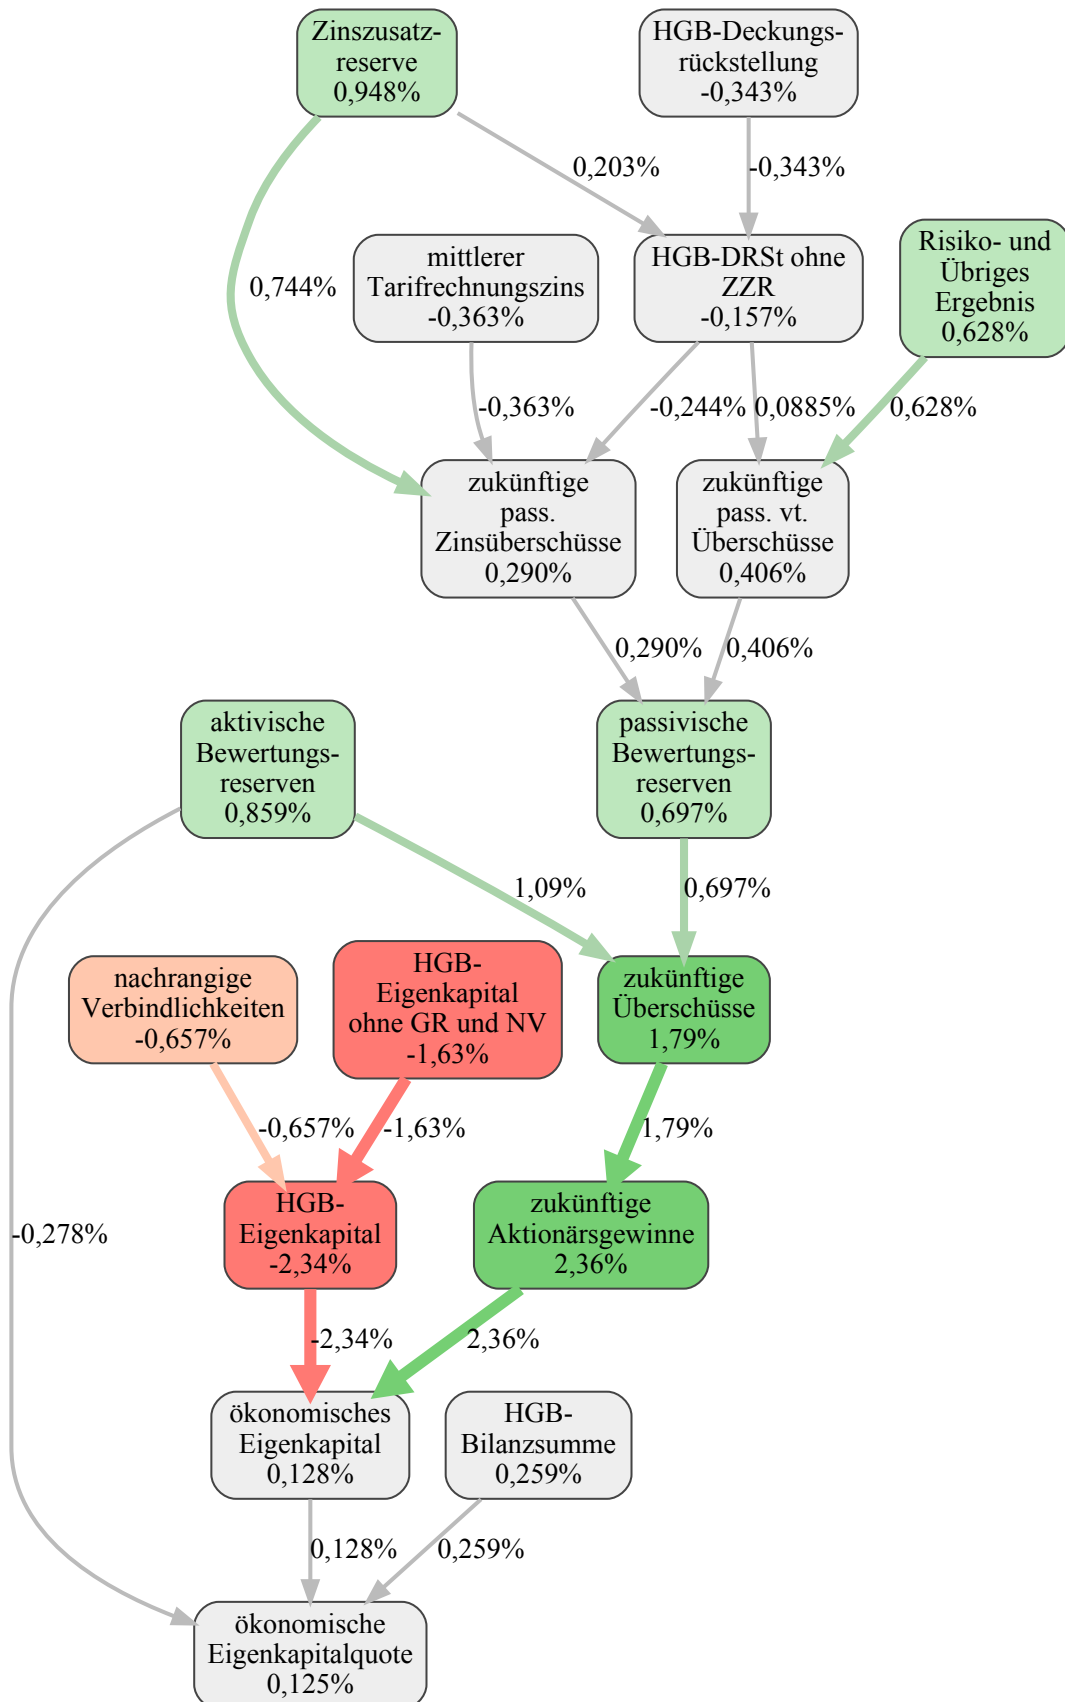 Zinszusatz-
reserve
0,948%
HGB-Deckungs-
rückstellung
-0,343%
0,203%
-0,343%
mittlerer
Tarifrechnungszins
-0,363%
HGB-DRSt ohne
ZZR
-0,157%
Risiko- und
Übriges
Ergebnis
0,628%
0,744%
-0,363%
-0,244%
0,0885%
0,628%
zukünftige
pass.
Zinsüberschüsse
0,290%
zukünftige
pass. vt.
Überschüsse
0,406%
0,290%
0,406%
aktivische
Bewertungs-
reserven
0,859%
passivische
Bewertungs-
reserven
0,697%
1,09%
0,697%
nachrangige
Verbindlichkeiten
-0,657%
HGB-
Eigenkapital
ohne GR und NV
-1,63%
zukünftige
Überschüsse
1,79%
-0,657%
-1,63%
1,79%
-0,278%
HGB-
Eigenkapital
-2,34%
zukünftige
Aktionärsgewinne
2,36%
-2,34%
2,36%
ökonomisches
Eigenkapital
0,128%
HGB-
Bilanzsumme
0,259%
0,128%
0,259%
ökonomische
Eigenkapitalquote
0,125%